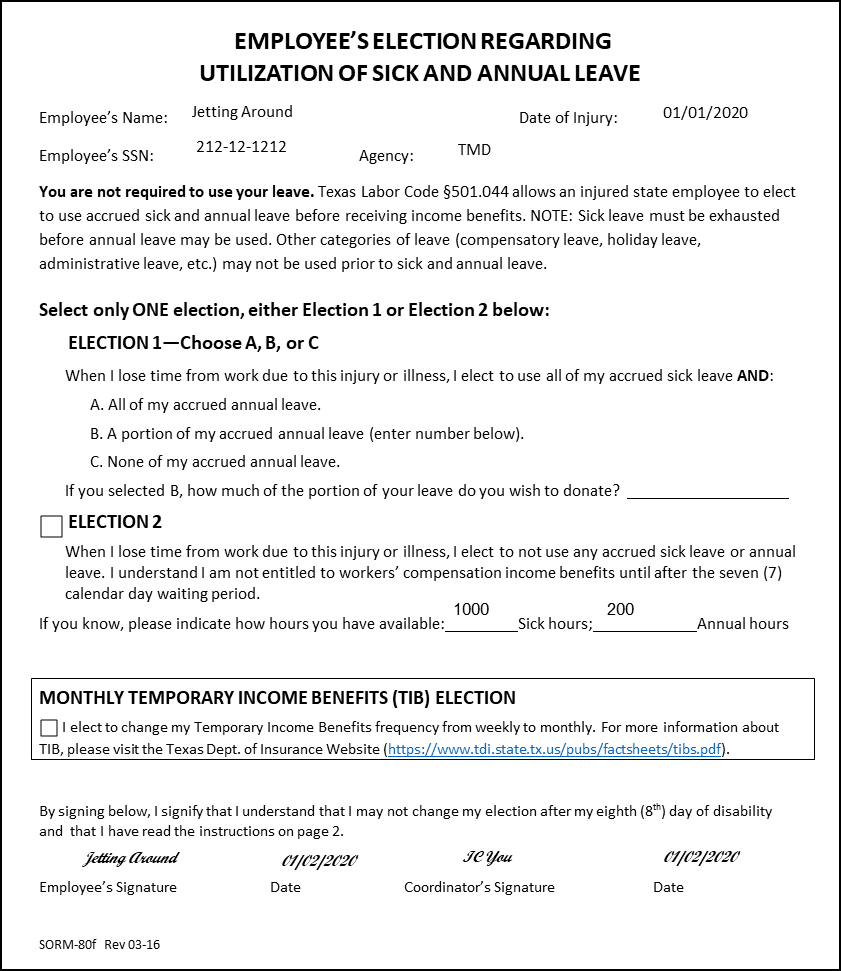 EMPLOYEE’S ELECTION REGARDING
UTILIZATION OF SICK AND ANNUAL LEAVE
Employee’s Name: Jetting Around Date of Injury: 01/01/2020
Employee’s SSN: 212-12-1212 Agency: TMD
You are not required to use your leave. Texas Labor Code §501.044 allows an injured state employee to elect
to use accrued sick and annual leave before receiving income benefits. NOTE: Sick leave must be exhausted
before annual leave may be used. Other categories of leave (compensatory leave, holiday leave,
administrative leave, etc.) may not be used prior to sick and annual leave.
Select only ONE election, either Election 1 or Election 2 below:
ELECTION 1—Choose A, B, or C
When I lose time from work due to this injury or illness, I elect to use all of my accrued sick leave AND:
A. All of my accrued annual leave.
B. A portion of my accrued annual leave (enter number below).
C. None of my accrued annual leave.
If you selected B, how much of the portion of your leave do you wish to donate?
ELECTION 2
When I lose time from work due to this injury or illness, I elect to not use any accrued sick leave or annual
leave. I understand I am not entitled to workers’ compensation income benefits until after the seven (7)
calendar day waiting period.
If you know, please indicate how hours you have available: 1000 Sick hours; 200 Annual hours
MONTHLY TEMPORARY INCOME BENEFITS (TIB) ELECTION
I elect to change my Temporary Income Benefits frequency from weekly to monthly. For more information about
TIB, please visit the Texas Dept. of Insurance Website (https://www.tdi.state.tx.us/pubs/factsheets/tibs.pdf).
By signing below, I signify that I understand that I may not change my election after my eighth (8th) day of disability
and that I have read the instructions on page 2.
Jetting Around 01/02/2020 IC You 01/02/2020
Employee’s Signature Date Coordinator’s Signature Date
SORM-80f Rev 03-16